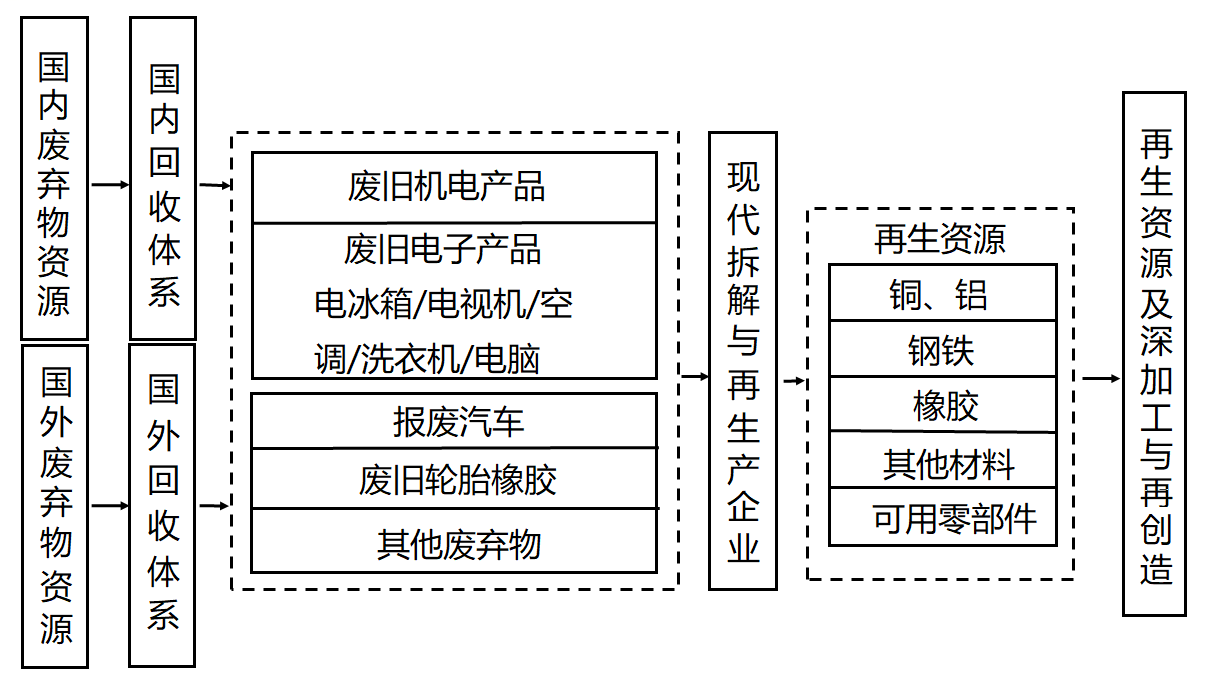 国内废弃物资源
国内回收体系
国外废弃物资源
国外回收体系
废旧机电产品
废旧电子产品
电冰箱/电视机/空
调/洗衣机/电脑
报废汽车
废旧轮胎橡胶
其他废弃物
现代拆解与再生产企业
再生资源
铜、铝
钢铁
橡胶
其他材料
可用零部件
再生资源及深加工与再创造